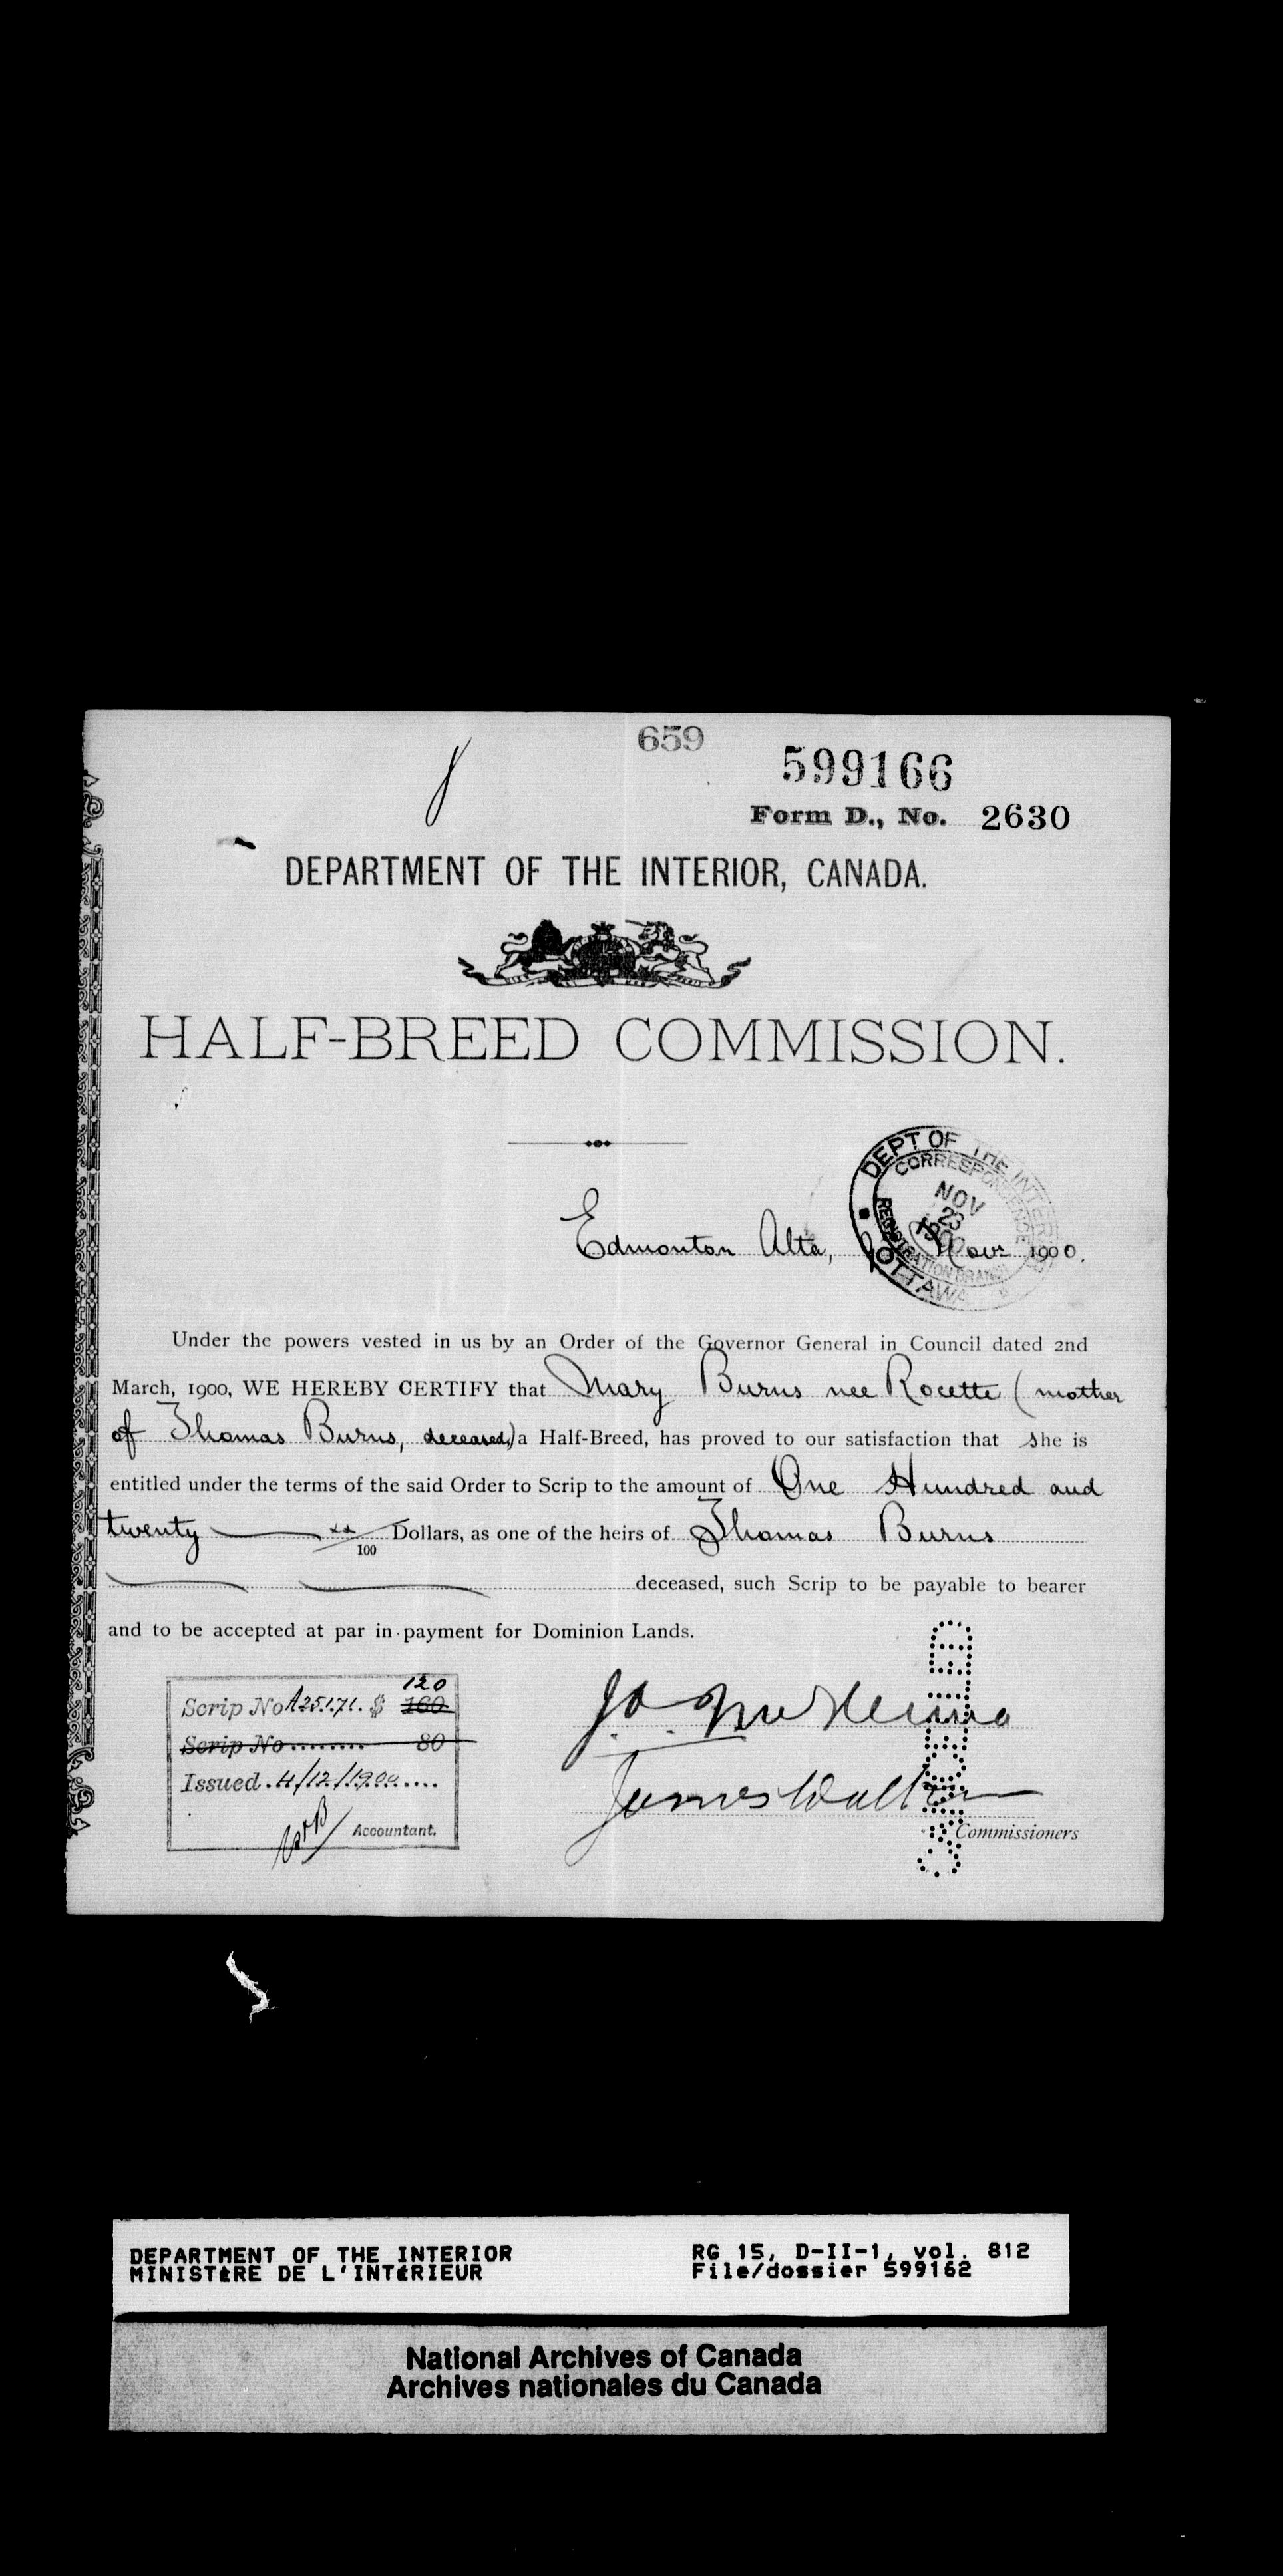 659
599166
Form D., No. 2630
DEPARTMENT OF THE INTERIOR, CANADA.
HALF-BREED COMMISSION.
DEPT OF THE INTERIOR
CORRESPONDENCE
NOV
23
1900
REGISTRATION BRANCH
OTTAWA
Edmonton Alta, Novr 1900.
Under the powers vested in us by an Order of the Governor General in Council dated 2nd
March, 1900, WE HEREBY CERTIFY that Mary Burns nee Rocette (mother
of Thomas Burns, deceased,) a Half-Breed, has proved to our satisfaction that she is
entitled under the terms of the said Order to Scrip to the amount of One Hundred and
twenty xx/100 Dollars, as one of the heirs of Thomas Burns
deceased, such Scrip to be payable to bearer
and to be accepted at par in payment for Dominion Lands.
120
Scrip No A25171. $ 160
Scrip No ........ 80
Issued . 4/12/1900 ....
Accountant.
James Walker
Commissioners
DEPARTMENT OF THE INTERIOR
MINISTÈRE DE L'INTÉRIEUR
RG 15, D-II-1, vol. 812
File/dossier 599162
National Archives of Canada
Archives nationales du Canada